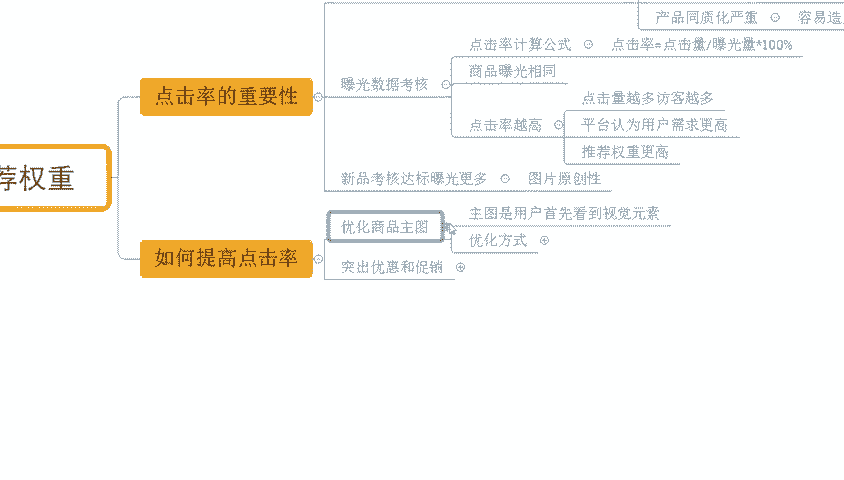 产品同质化严重 容易造
点击率计算公式 点击率=点击量/曝光量*100%
商品曝光相同
曝光数据考核
点击率的重要性
点击量越多访客越多
点击率越高 平台认为用户需求更高
推荐权重更高
荐权重
新品考核达标曝光更多 图片原创性
主图是用户首先看到视觉元素
优化商品主图
优化方式
如何提高点击率
突出优惠和促销